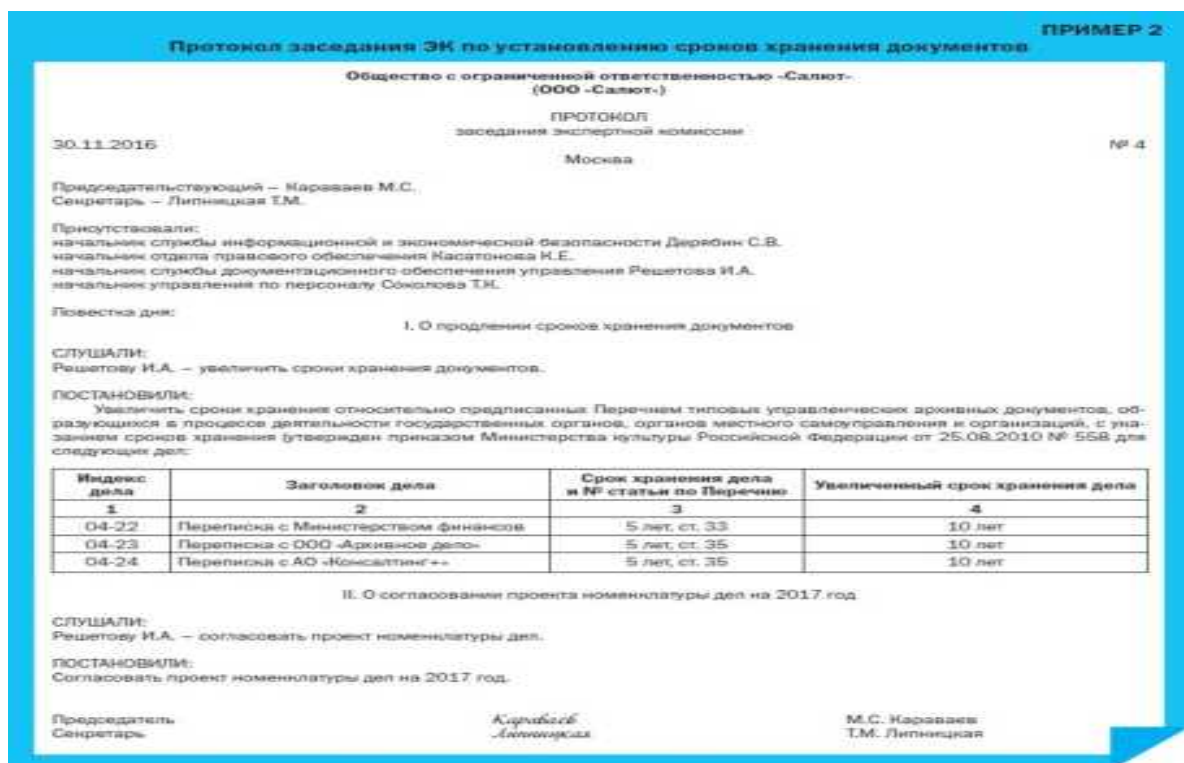 ПРИМЕР 2
Протокол заседания ЭК по установлению сроков хранения документов
Общество с ограниченной ответственностью «Салют»
(ООО «Салют»)
ПРОТОКОЛ
заседания экспертной комиссии
30.11.2016 № 4
Москва
Председательствующий – Караваев М.С.
Секретарь – Липницкая Т.М.
Присутствовали:
начальник службы информационной и экономической безопасности Дерябин С.В.
начальник отдела правового обеспечения Касатонова К.Е.
начальник службы документационного обеспечения управления Решетова И.А.
начальник управления по персоналу Соколова Т.Н.
Повестка дня:
I. О продлении сроков хранения документов
СЛУШАЛИ:
Решетову И.А. – увеличить сроки хранения документов.
ПОСТАНОВИЛИ:
Увеличить сроки хранения относительно предписанных Перечнем типовых управленческих архивных документов, об-
разующихся в процессе деятельности государственных органов, органов местного самоуправления и организаций, с ука-
занием сроков хранения (утвержден приказом Министерства культуры Российской Федерации от 25.08.2010 № 558 для
следующих дел:
Индекс дела Заголовок дела Срок хранения дела и № статьи по Перечню Увеличенный срок хранения дела
1 2 3 4
04-22 Переписка с Министерством финансов 5 лет, ст. 33 10 лет
04-23 Переписка с ООО «Архивное дело» 5 лет, ст. 35 10 лет
04-24 Переписка с АО «Консалтинг+» 5 лет, ст. 35 10 лет
II. О согласовании проекта номенклатуры дел на 2017 год
СЛУШАЛИ:
Решетову И.А. – согласовать проект номенклатуры дел.
ПОСТАНОВИЛИ:
Согласовать проект номенклатуры дел на 2017 год.
Председатель Караваев М.С. Караваев
Секретарь Липницкая Т.М. Липницкая